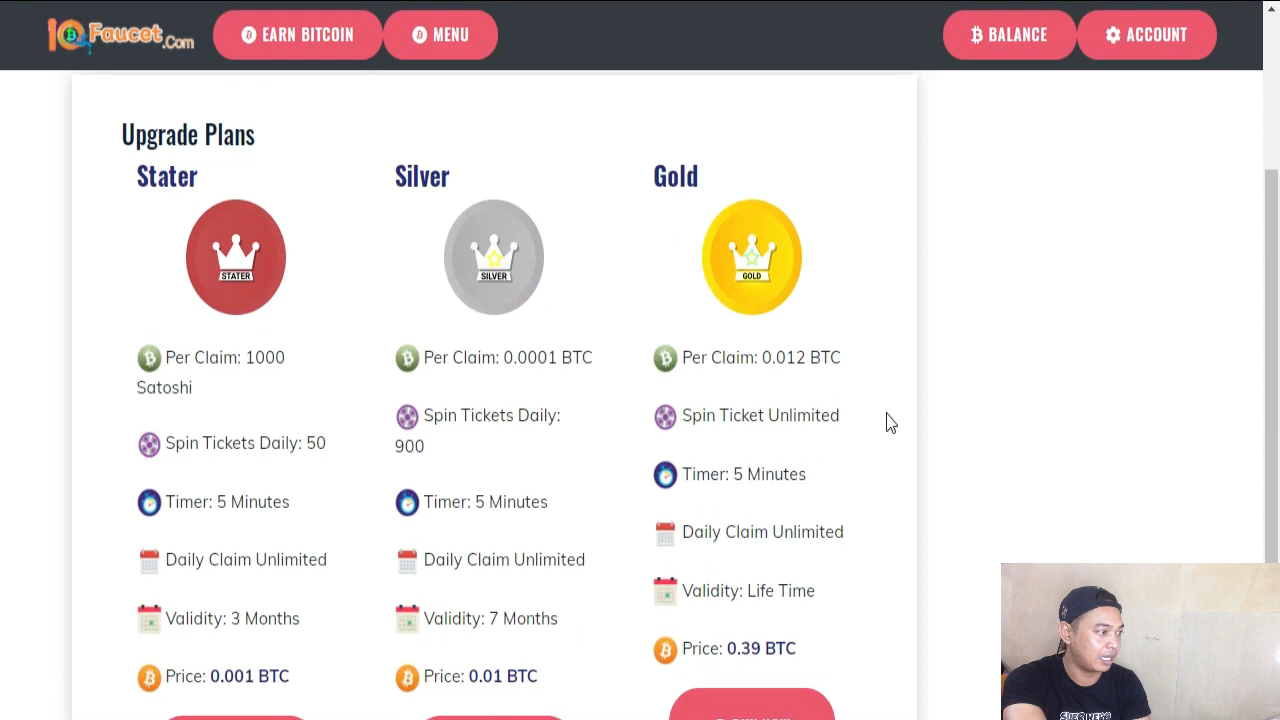 10Faucet.Com
EARN BITCOIN
MENU
BALANCE
ACCOUNT
Upgrade Plans
Stater
STATER
Per Claim: 1000
Satoshi
Spin Tickets Daily: 50
Timer: 5 Minutes
Daily Claim Unlimited
Validity: 3 Months
Price: 0.001 BTC
Silver
SILVER
Per Claim: 0.0001 BTC
Spin Tickets Daily:
900
Timer: 5 Minutes
Daily Claim Unlimited
Validity: 7 Months
Price: 0.01 BTC
Gold
GOLD
Per Claim: 0.012 BTC
Spin Ticket Unlimited
Timer: 5 Minutes
Daily Claim Unlimited
Validity: Life Time
Price: 0.39 BTC